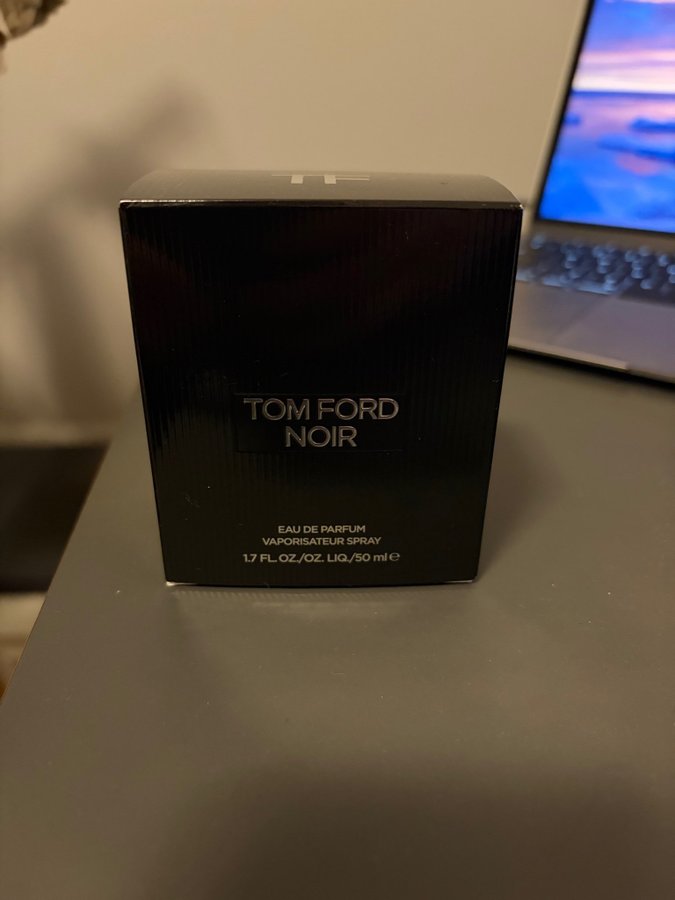 TF
TOM FORD
NOIR
EAU DE PARFUM
VAPORISATEUR SPRAY
1.7 FL. OZ./OZ. LIQ./50 ml ℮